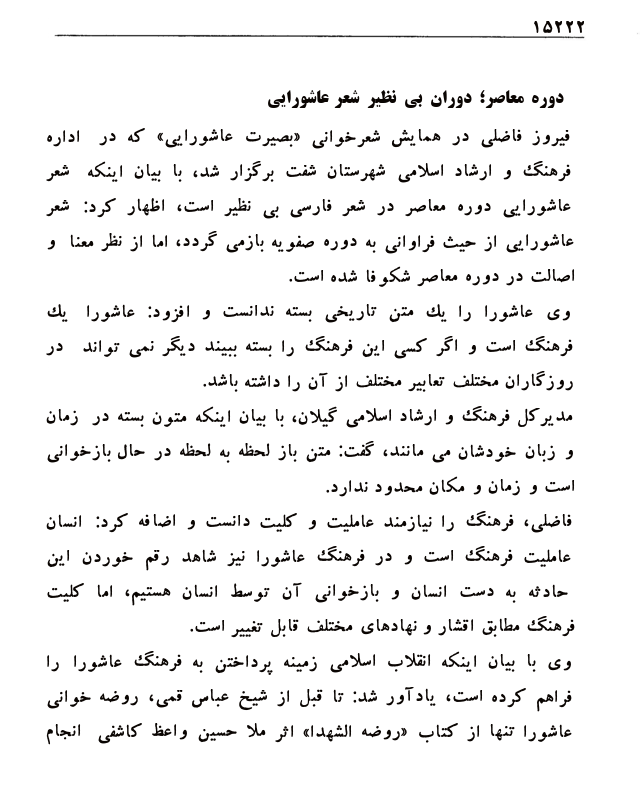 ۱۵۲۲۲
دوره معاصر؛ دوران بی نظیر شعر عاشورایی
فیروز فاضلی در همایش شعرخوانی «بصیرت عاشورایی» که در اداره
فرهنگ و ارشاد اسلامی شهرستان شفت برگزار شد، با بیان اینکه شعر
عاشورایی دوره معاصر در شعر فارسی بی نظیر است، اظهار کرد: شعر
عاشورایی از حیث فراوانی به دوره صفویه بازمی گردد، اما از نظر معنا و
اصالت در دوره معاصر شکوفا شده است.
وی عاشورا را یك متن تاریخی بسته ندانست و افزود: عاشورا یك
فرهنگ است و اگر کسی این فرهنگ را بسته ببیند دیگر نمی تواند در
روزگاران مختلف تعابیر مختلف از آن را داشته باشد.
مدیرکل فرهنگ و ارشاد اسلامی گیلان، با بیان اینکه متون بسته در زمان
و زبان خودشان می مانند، گفت: متن باز لحظه به لحظه در حال بازخوانی
است و زمان و مکان محدود ندارد.
فاضلی، فرهنگ را نیازمند عاملیت و کلیت دانست و اضافه کرد: انسان
عاملیت فرهنگ است و در فرهنگ عاشورا نیز شاهد رقم خوردن این
حادثه به دست انسان و بازخوانی آن توسط انسان هستیم، اما کلیت
فرهنگ مطابق اقشار و نهادهای مختلف قابل تغییر است.
وی با بیان اینکه انقلاب اسلامی زمینه پرداختن به فرهنگ عاشورا را
فراهم کرده است، یادآور شد: تا قبل از شیخ عباس قمی، روضه خوانی
عاشورا تنها از کتاب «روضه الشهدا» اثر ملا حسین واعظ کاشفی انجام